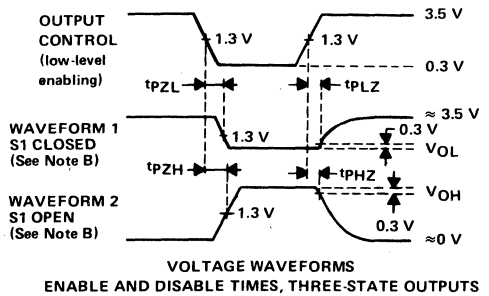 OUTPUT
CONTROL
(low-level
enabling)
1.3 V
1.3 V
3.5 V
0.3 V
tPZL
tPLZ
WAVEFORM 1
S1 CLOSED
(See Note B)
1.3 V
≈ 3.5 V
0.3 V
VOL
tPZH
tPHZ
WAVEFORM 2
S1 OPEN
(See Note B)
1.3 V
VOH
0.3 V
≈0 V
VOLTAGE WAVEFORMS
ENABLE AND DISABLE TIMES, THREE-STATE OUTPUTS